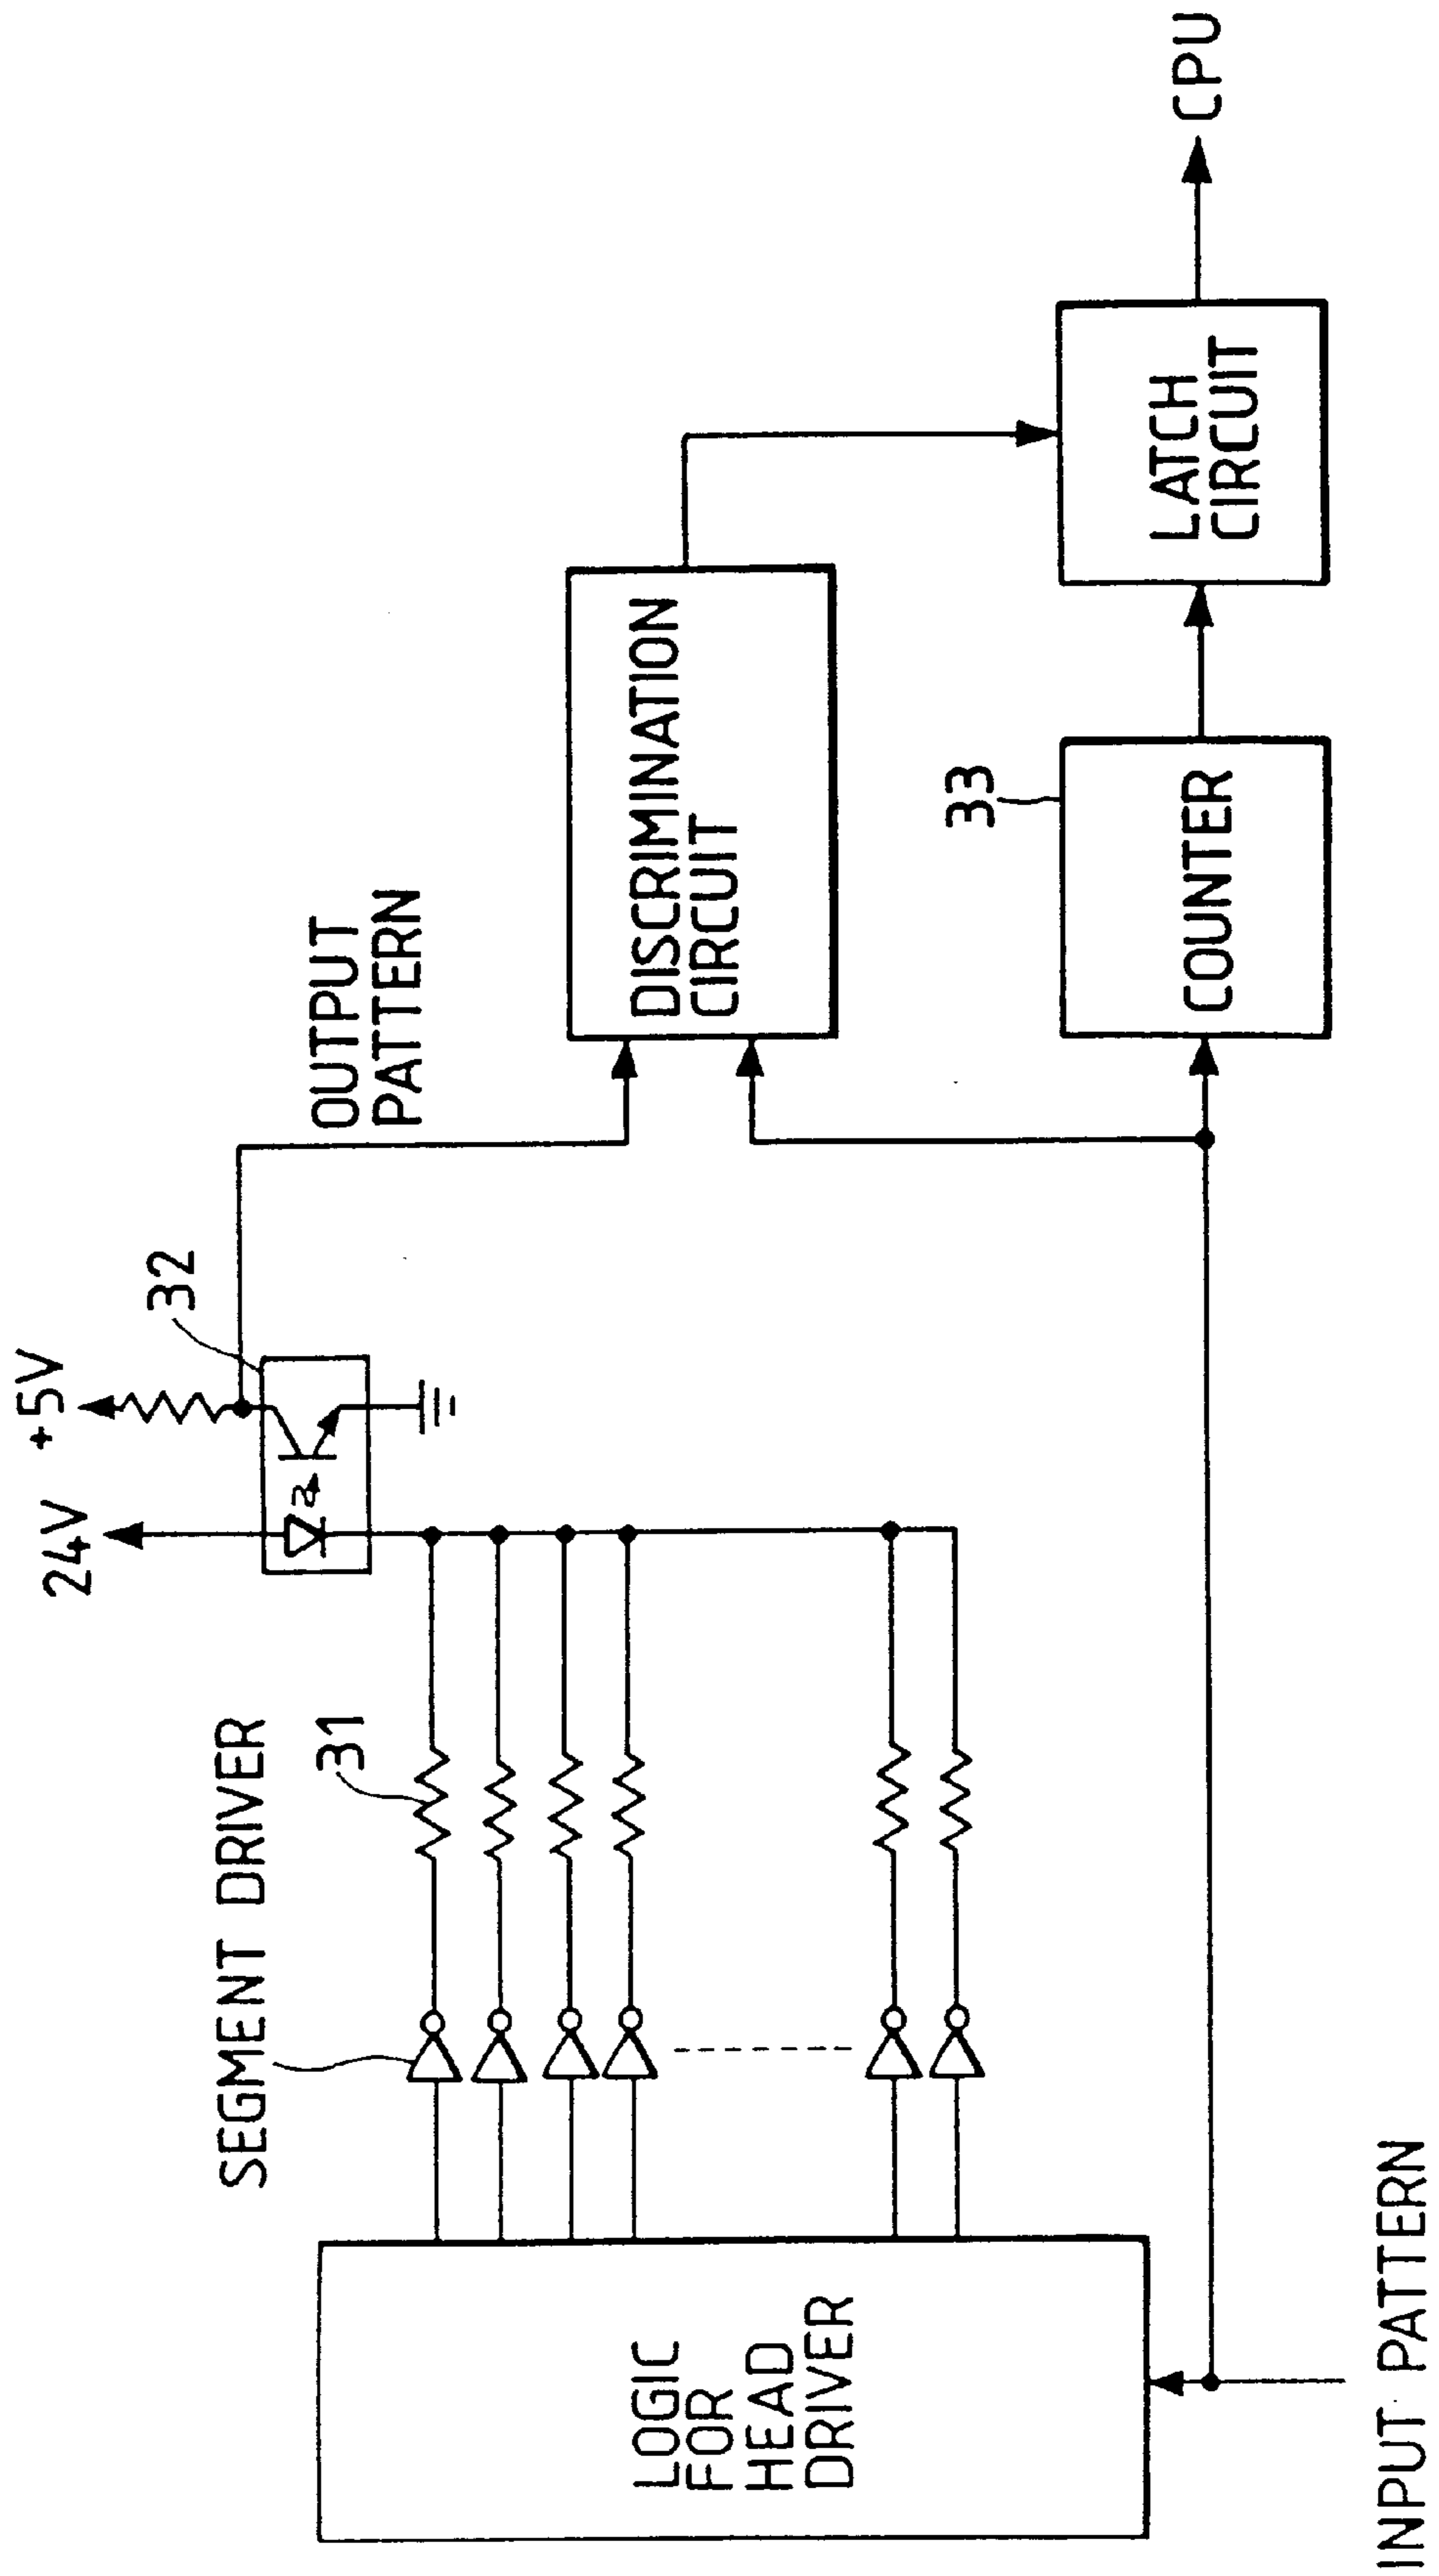 24V
+5V
32
SEGMENT DRIVER
31
OUTPUT
PATTERN
LOGIC
FOR
HEAD
DRIVER
DISCRIMINATION
CIRCUIT
33
COUNTER
LATCH
CIRCUIT
CPU
INPUT PATTERN